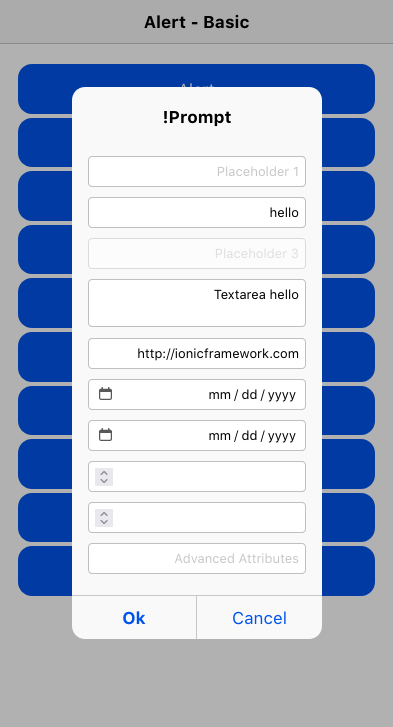 Alert - Basic
Alert
!Prompt
Placeholder 1
hello
Placeholder 3
Textarea hello
http://ionicframework.com
mm / dd / yyyy
mm / dd / yyyy
Advanced Attributes
Ok
Cancel